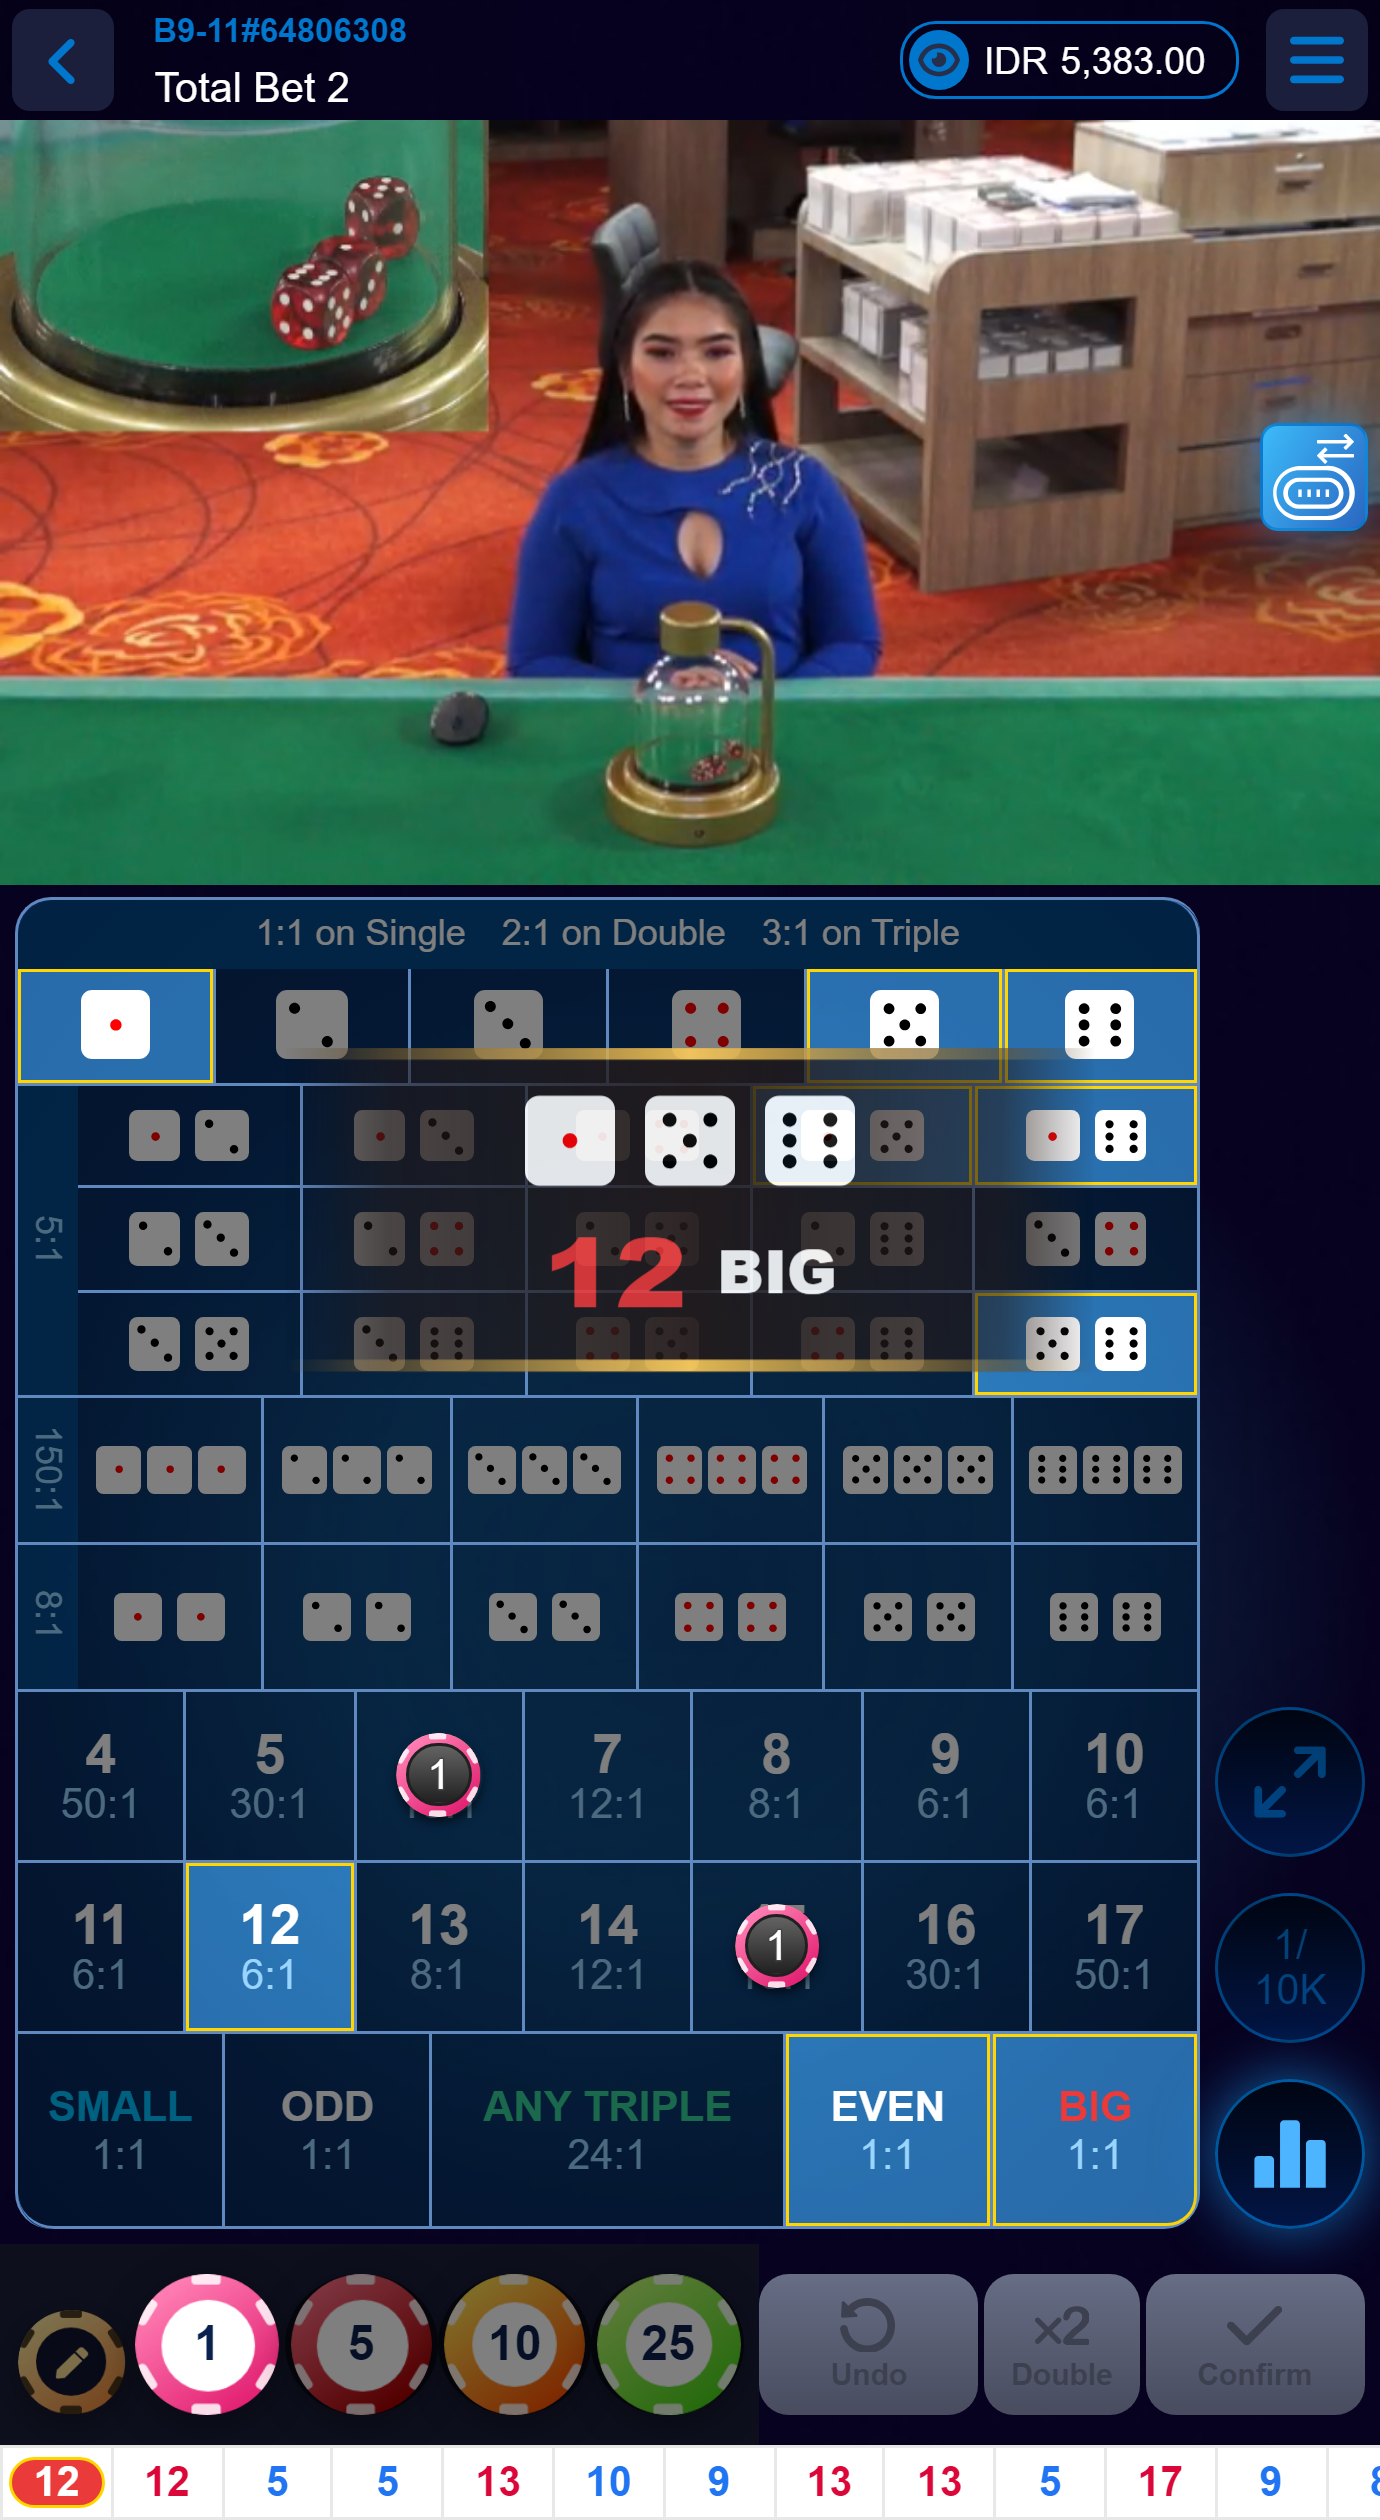 B9-11#64806308
Total Bet 2
IDR 5,383.00
1:1 on Single 2:1 on Double 3:1 on Triple
5:1
12 BIG
150:1
8:1
4 5 1 7 8 9 10
50:1 30:1 12:1 8:1 6:1 6:1
11 12 13 14 1 16 17
6:1 6:1 8:1 12:1 30:1 50:1
1/
10K
SMALL ODD ANY TRIPLE EVEN BIG
1:1 1:1 24:1 1:1 1:1
1 5 10 25
x2
Undo Double Confirm
12 12 5 5 13 10 9 13 13 5 17 9